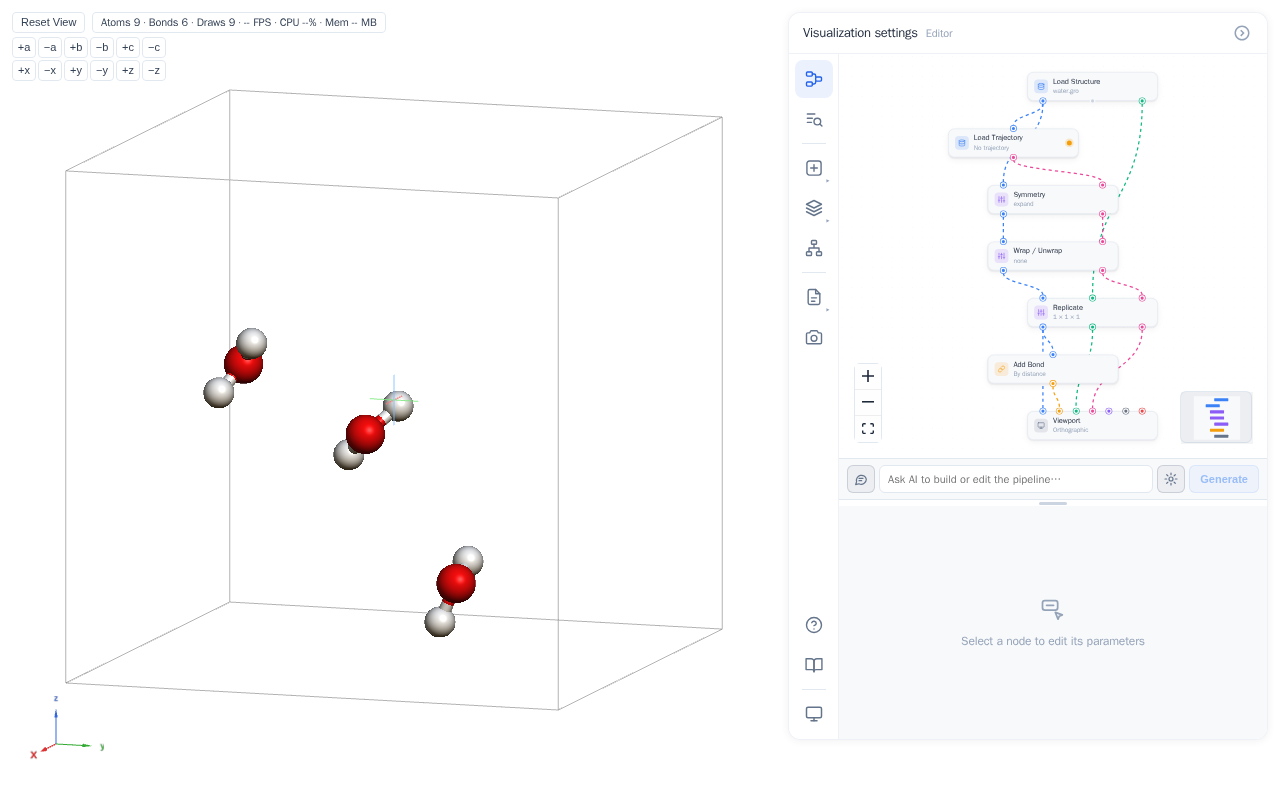 Reset View
Atoms 9 · Bonds 6 · Draws 9 · -- FPS · CPU --% · Mem -- MB
+a −a +b −b +c −c
+x −x +y −y +z −z
z
x
y
Visualization settings Editor
Load Structure
water.gro
Load Trajectory
No trajectory
Symmetry
expand
Wrap / Unwrap
none
Replicate
1 × 1 × 1
Add Bond
By distance
Viewport
Orthographic
Ask AI to build or edit the pipeline···
Generate
Select a node to edit its parameters